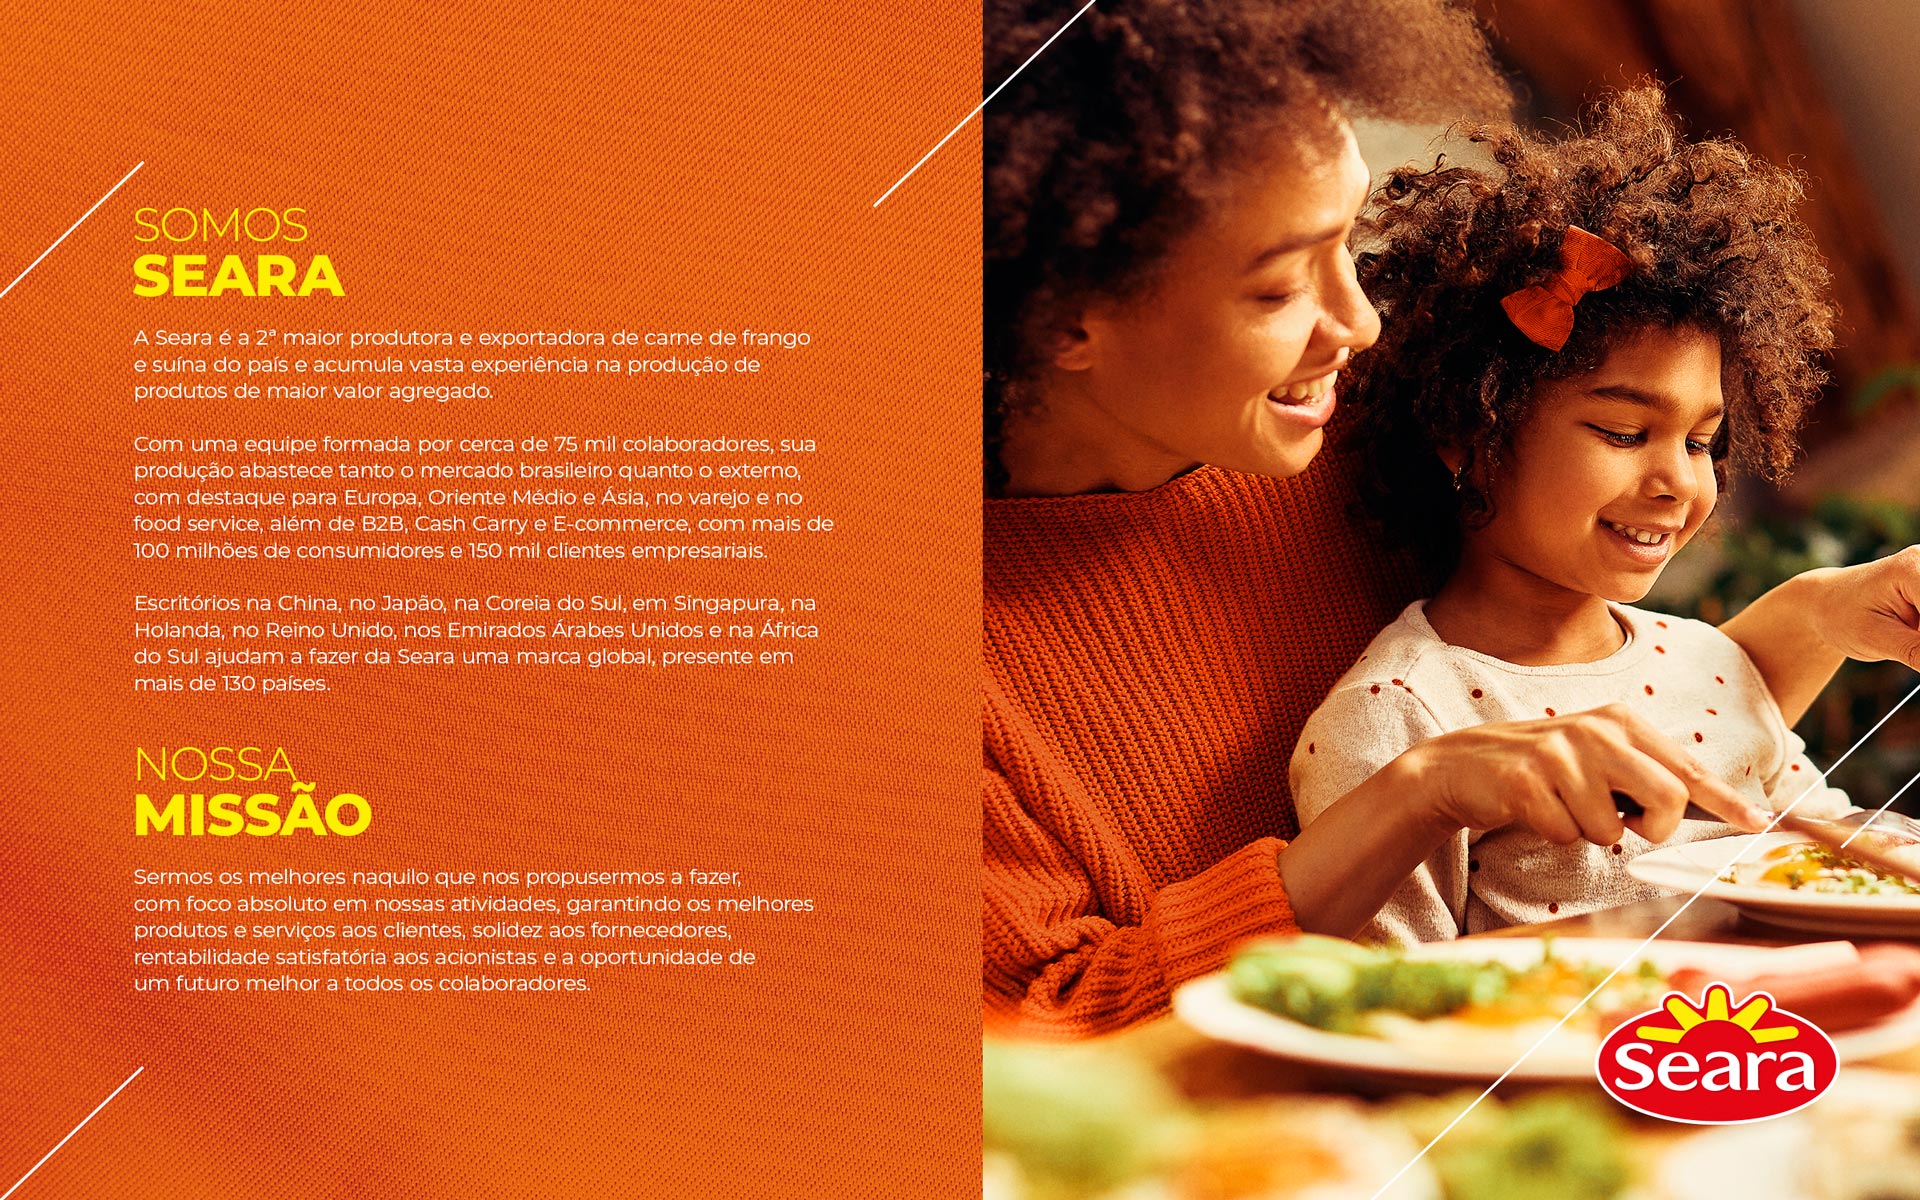 SOMOS
SEARA
A Seara é a 2ª maior produtora e exportadora de carne de frango
e suína do país e acumula vasta experiência na produção de
produtos de maior valor agregado.
Com uma equipe formada por cerca de 75 mil colaboradores, sua
produção abastece tanto o mercado brasileiro quanto o externo,
com destaque para Europa, Oriente Médio e Ásia, no varejo e no
food service, além de B2B, Cash Carry e E-commerce, com mais de
100 milhões de consumidores e 150 mil clientes empresariais.
Escritórios na China, no Japão, na Coreia do Sul, em Singapura, na
Holanda, no Reino Unido, nos Emirados Árabes Unidos e na África
do Sul ajudam a fazer da Seara uma marca global, presente em
mais de 130 países.
NOSSA
MISSÃO
Sermos os melhores naquilo que nos propusermos a fazer,
com foco absoluto em nossas atividades, garantindo os melhores
produtos e serviços aos clientes, solidez aos fornecedores,
rentabilidade satisfatória aos acionistas e a oportunidade de
um futuro melhor a todos os colaboradores.
Seara